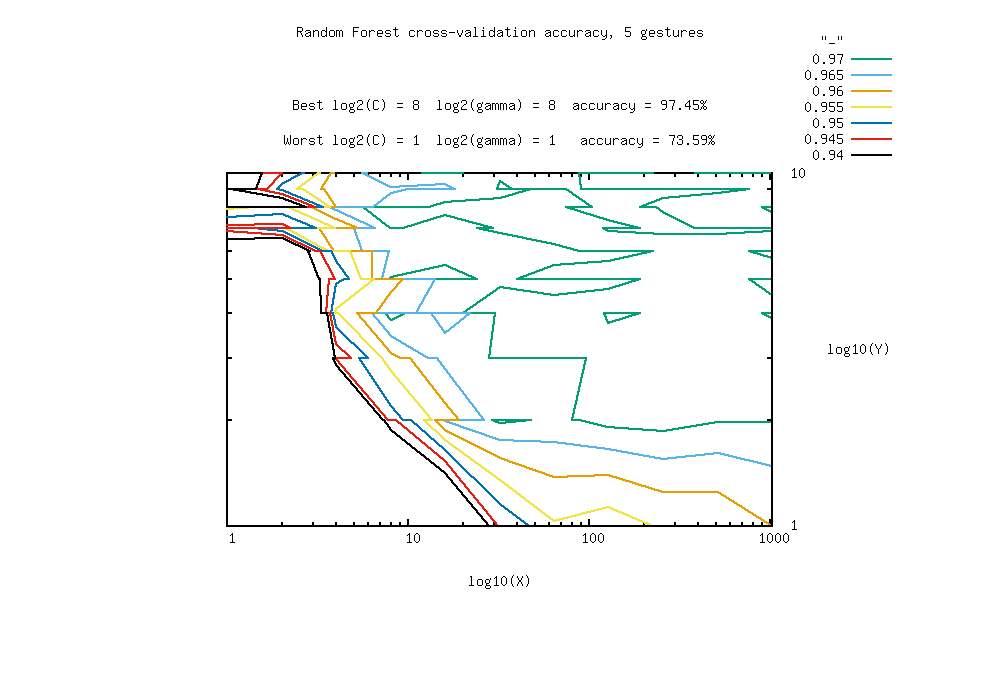 Random Forest cross-validation accuracy, 5 gestures
"_"
0.97
0.965
0.96
0.955
0.95
0.945
0.94
Best log2(C) = 8  log2(gamma) = 8  accuracy = 97.45%
Worst log2(C) = 1  log2(gamma) = 1   accuracy = 73.59%
10
log10(Y)
1
1
10
100
1000
log10(X)